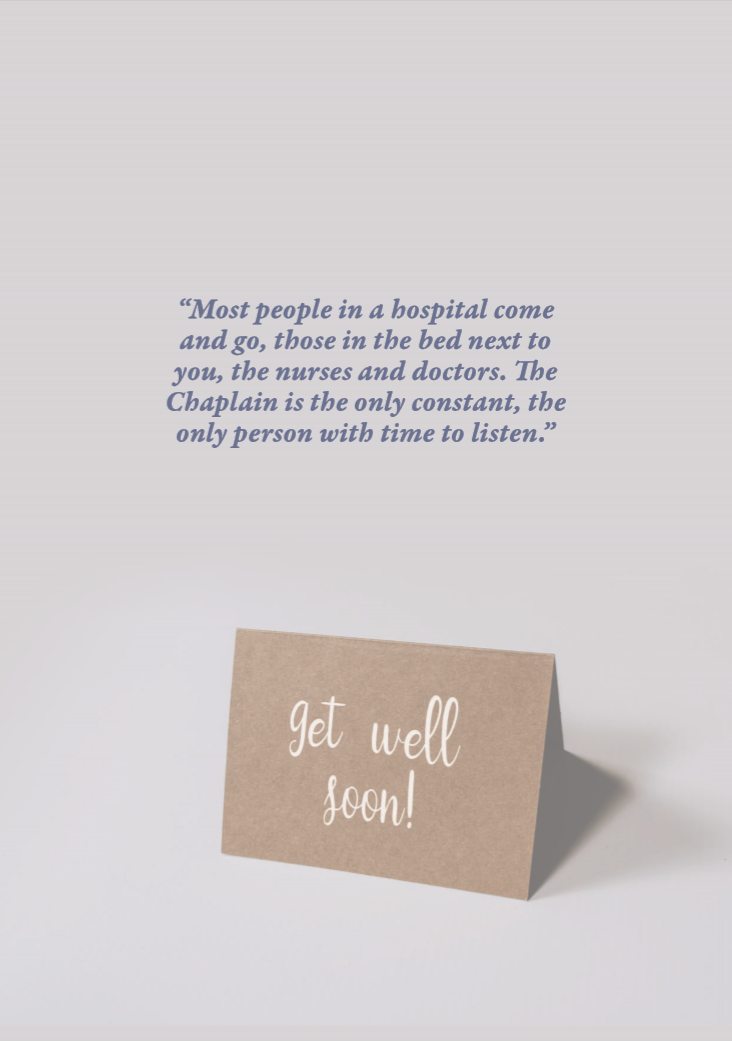 “Most people in a hospital come
and go, those in the bed next to
you, the nurses and doctors. The
Chaplain is the only constant, the
only person with time to listen.”
get well
soon!